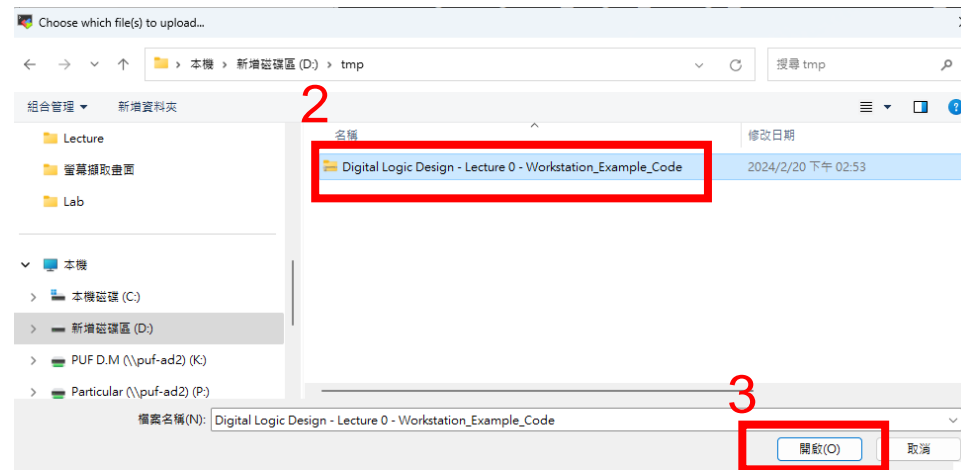 Choose which file(s) to upload...
本機 › 新增磁碟區 (D:) › tmp
搜尋 tmp
組合管理
新增資料夾
2
名稱
修改日期
Lecture
Digital Logic Design - Lecture 0 - Workstation_Example_Code
2024/2/20 下午 02:53
螢幕擷取畫面
Lab
本機
本機磁碟 (C:)
新增磁碟區 (D:)
PUF D.M (\\puf-ad2) (K:)
Particular (\\puf-ad2) (P:)
3
檔案名稱(N): Digital Logic Design - Lecture 0 - Workstation_Example_Code
開啟(O)
取消